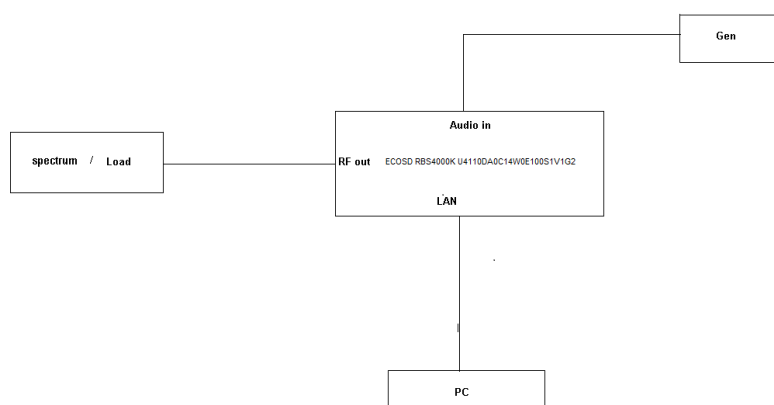 Gen
Audio in
spectrum / Load
RF out
ECOSD RBS4000K U4110DA0C14W0E100S1V1G2
LAN
PC